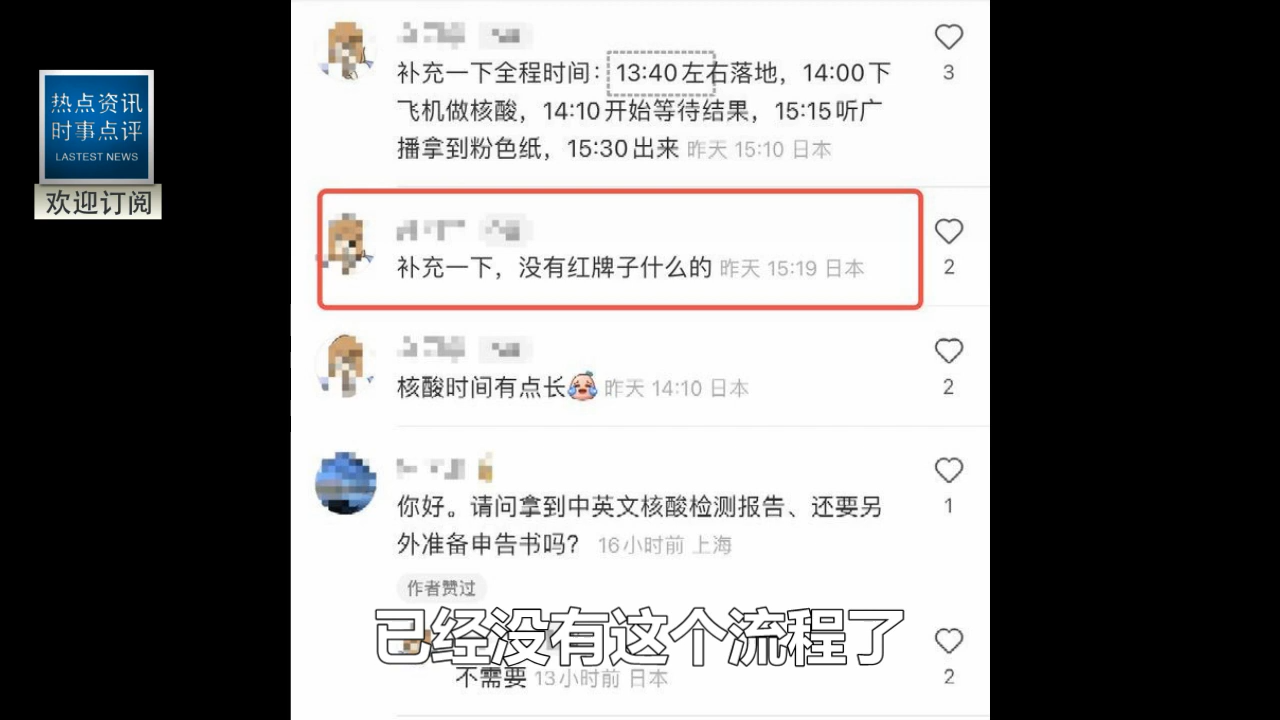 热点资讯
时事点评
LASTEST NEWS
欢迎订阅
补充一下全程时间：13:40左右落地，14:00下
飞机做核酸，14:10开始等待结果，15:15听广
播拿到粉色纸，15:30出来 昨天 15:10 日本
3
补充一下，没有红牌子什么的 昨天 15:19 日本
2
核酸时间有点长 昨天 14:10 日本
2
你好。请问拿到中英文核酸检测报告、还要另
外准备申告书吗？ 16小时前 上海
1
作者赞过
已经没有这个流程了
不需要 13小时前 日本
2